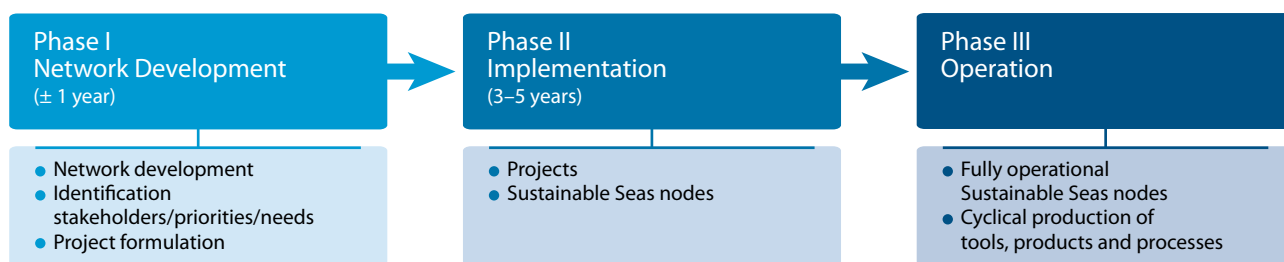 Phase I
Network Development
(± 1 year)
● Network development
● Identification
stakeholders/priorities/needs
● Project formulation
Phase II
Implementation
(3–5 years)
● Projects
● Sustainable Seas nodes
Phase III
Operation
● Fully operational
Sustainable Seas nodes
● Cyclical production of
tools, products and processes